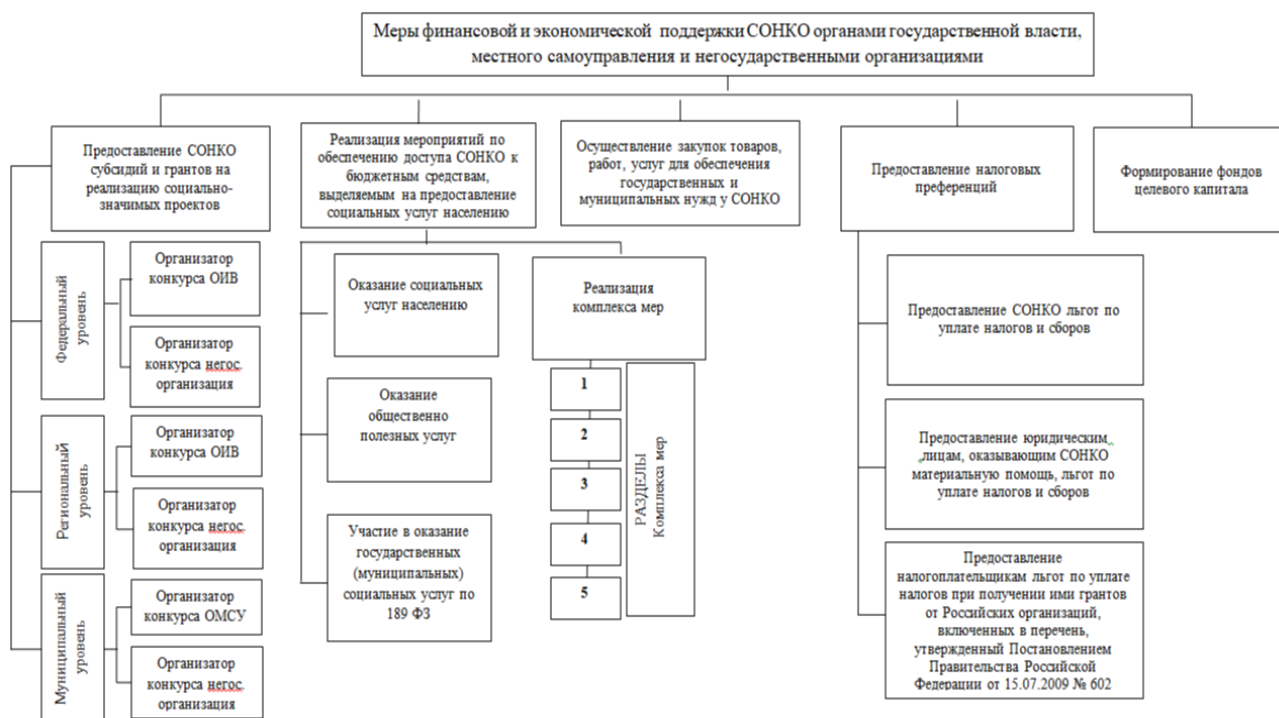 Меры финансовой и экономической поддержки СОНКО органами государственной власти,
местного самоуправления и негосударственными организациями
Предоставление СОНКО
субсидий и грантов на
реализацию социально-
значимых проектов
Реализация мероприятий по
обеспечению доступа СОНКО к
бюджетным средствам,
выделяемым на предоставление
социальных услуг населению
Осуществление закупок товаров,
работ, услуг для обеспечения
государственных и
муниципальных нужд у СОНКО
Предоставление налоговых
преференций
Формирование фондов
целевого капитала
Федеральный
уровень
Организатор
конкурса ОИВ
Организатор
конкурса негос.
организация
Региональный
уровень
Организатор
конкурса ОИВ
Организатор
конкурса негос.
организация
Муниципальный
уровень
Организатор
конкурса ОМСУ
Организатор
конкурса негос.
организация
Оказание социальных
услуг населению
Оказание
общественно
полезных услуг
Участие в оказание
государственных
(муниципальных)
социальных услуг по
189 ФЗ
Реализация
комплекса мер
1
2
3
4
5
РАЗДЕЛЫ
Комплекса мер
Предоставление СОНКО льгот по
уплате налогов и сборов
Предоставление юридическим
лицам, оказывающим СОНКО
материальную помощь, льгот по
уплате налогов и сборов
Предоставление
налогоплательщикам льгот по уплате
налогов при получении ими грантов
от Российских организаций,
включенных в перечень,
утвержденный Постановлением
Правительства Российской
Федерации от 15.07.2009 № 602